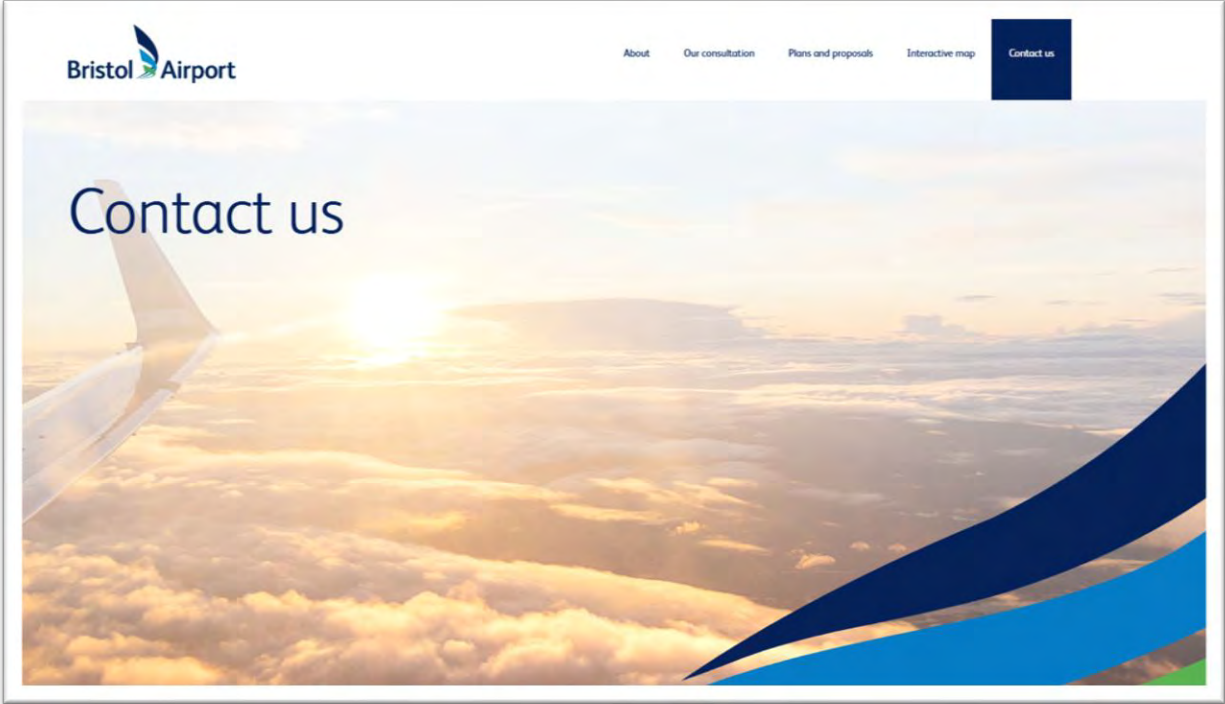 Bristol Airport
About Our consultation Plans and proposals Interactive map Contact us
Contact us